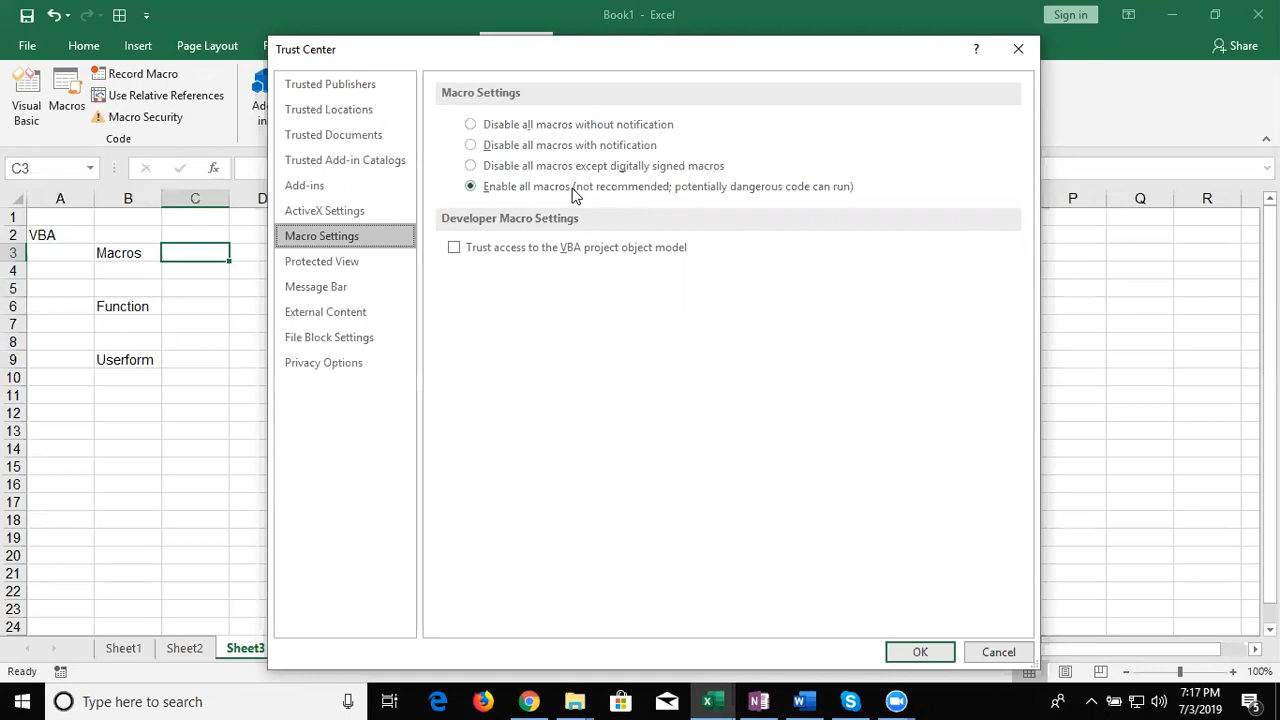 Book1 - Excel
Sign in
File Home Insert Page Layout
Share
Trust Center
?
Visual Basic
Macros
Record Macro
Use Relative References
Macro Security
Code
Trusted Publishers
Trusted Locations
Trusted Documents
Trusted Add-in Catalogs
Add-ins
ActiveX Settings
Macro Settings
Protected View
Message Bar
External Content
File Block Settings
Privacy Options
Macro Settings
Disable all macros without notification
Disable all macros with notification
Disable all macros except digitally signed macros
Enable all macros (not recommended; potentially dangerous code can run)
Developer Macro Settings
Trust access to the VBA project object model
OK Cancel
C3
fx
A B C D P Q R
1
2 VBA
3 Macros
4
5
6 Function
7
8
9 Userform
10
11
12
13
14
15
16
17
18
19
20
21
22
23
24
Sheet1 Sheet2 Sheet3
Ready
100%
Type here to search
7:17 PM
7/3/2019
5